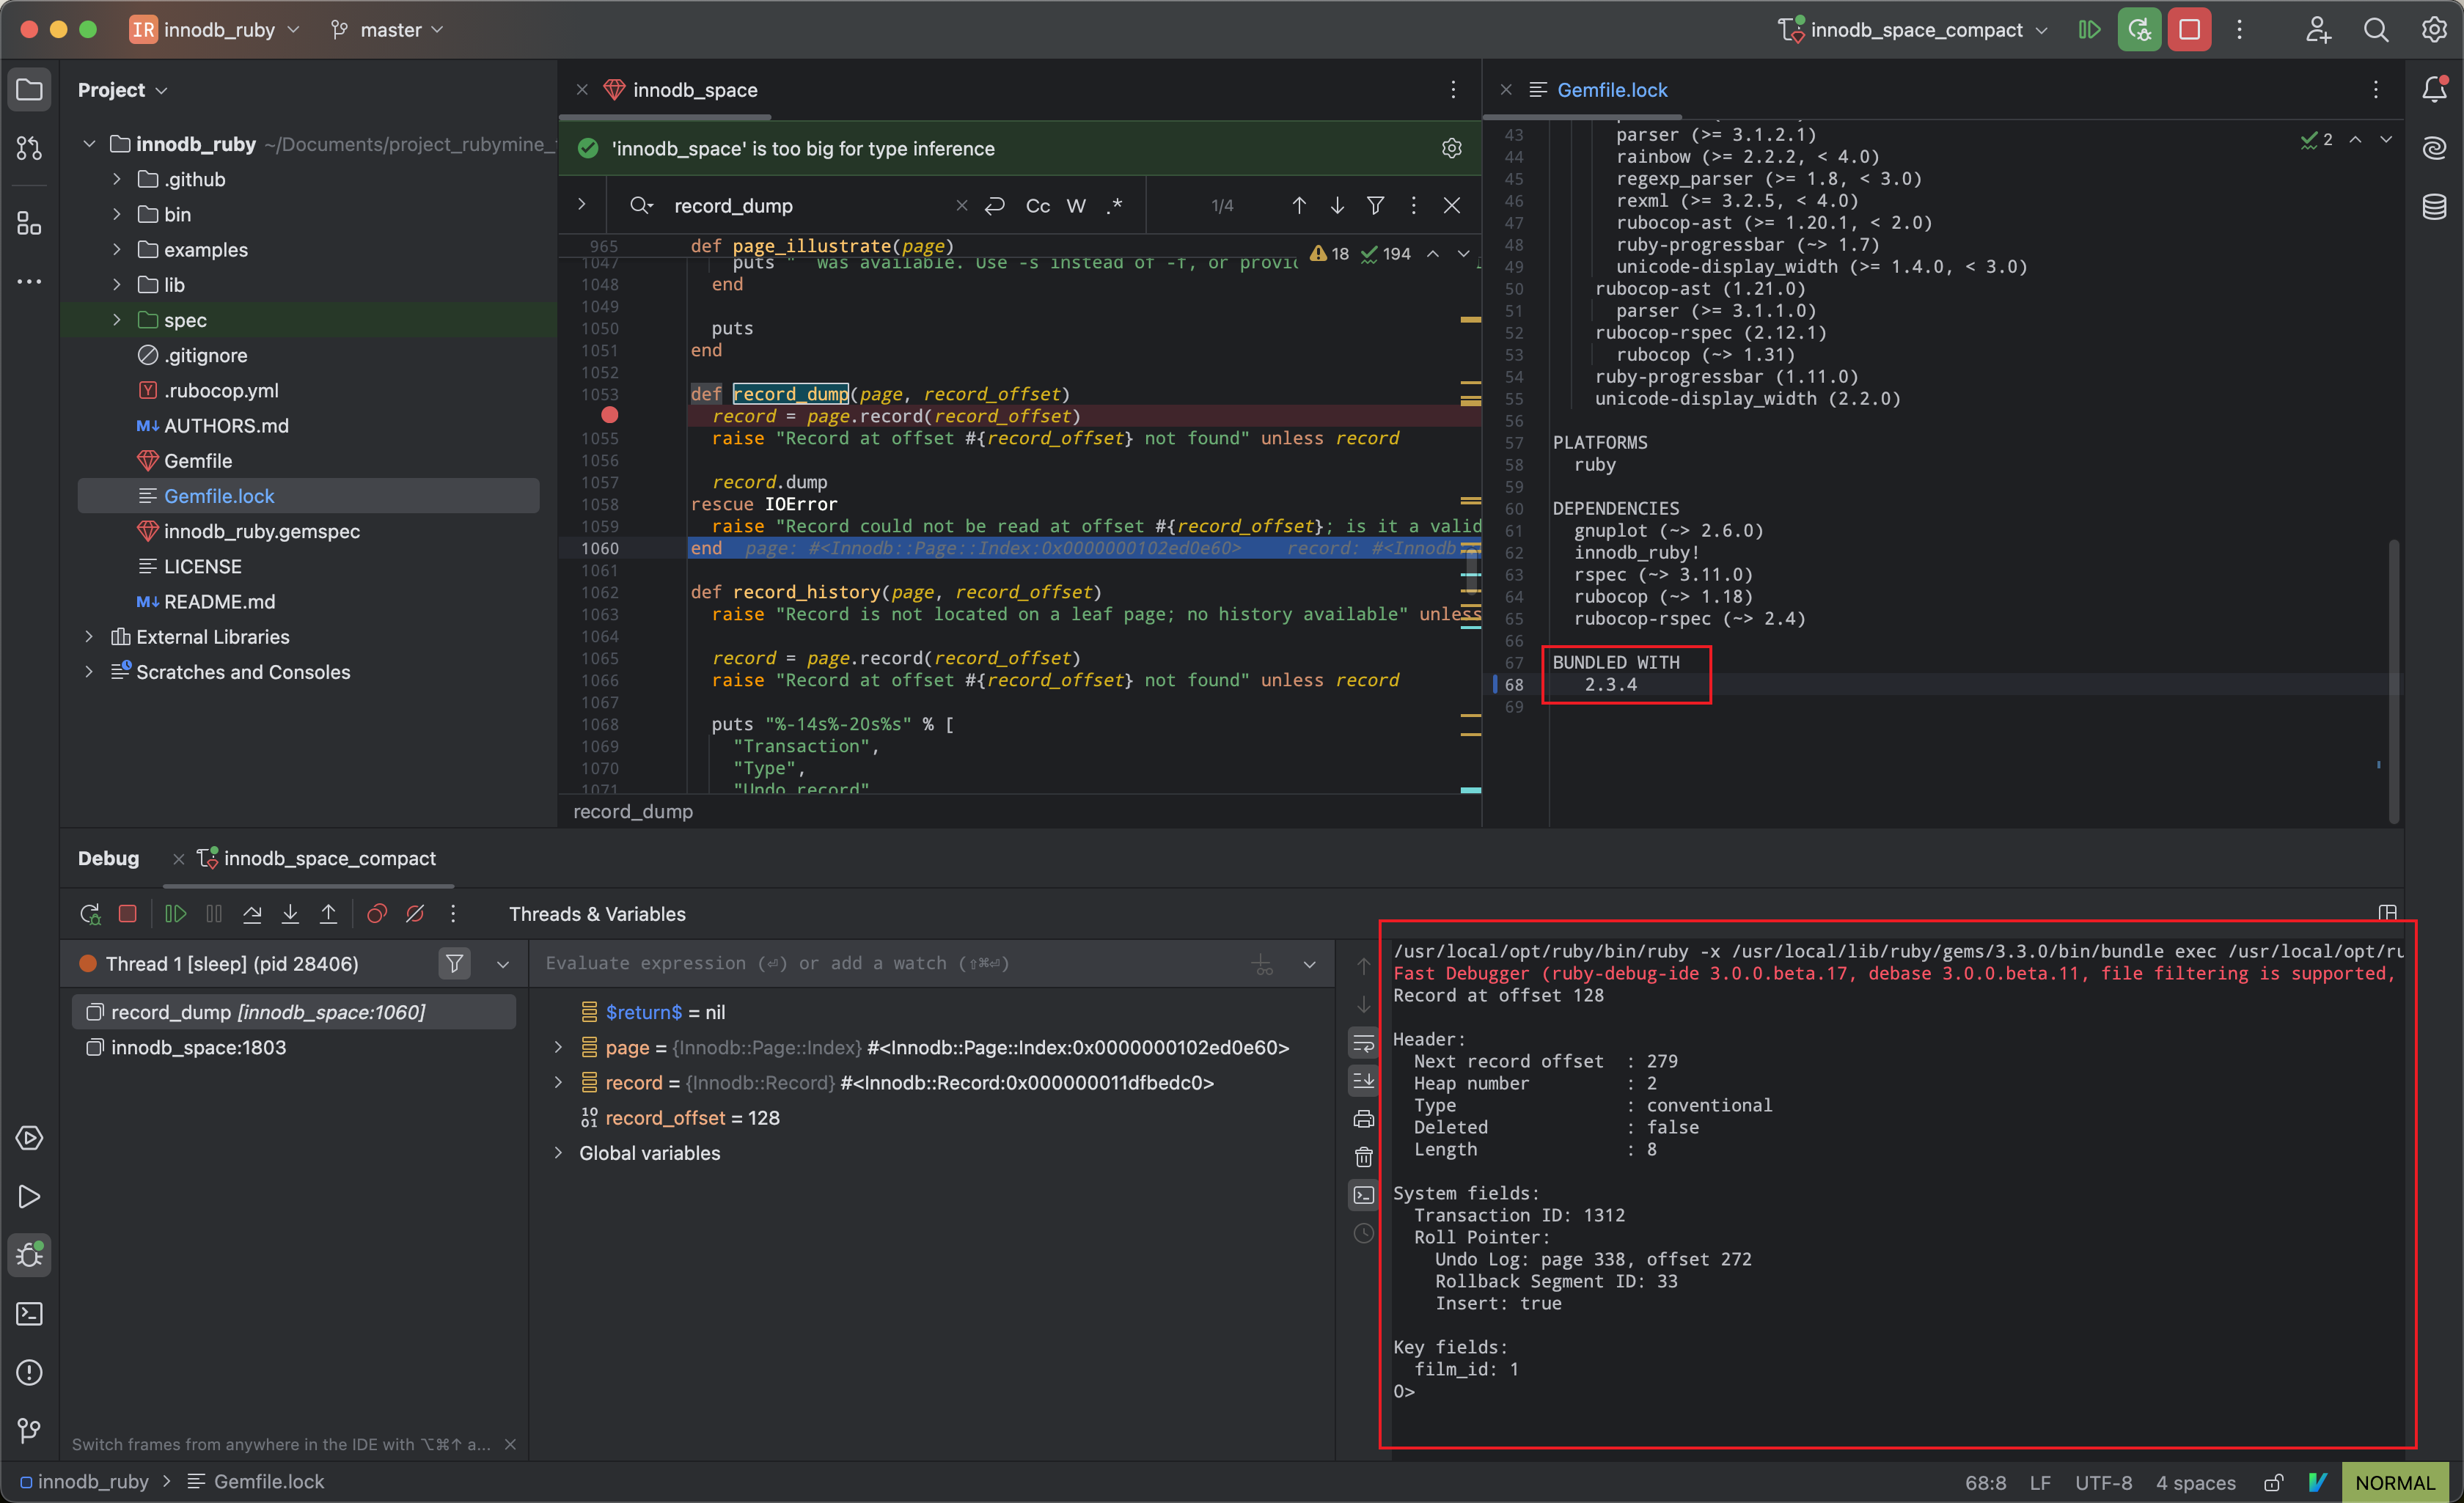 IR innodb_ruby master innodb_space_compact
Project
innodb_ruby ~/Documents/project_rubymine_
.github
bin
examples
lib
spec
.gitignore
.rubocop.yml
AUTHORS.md
Gemfile
Gemfile.lock
innodb_ruby.gemspec
LICENSE
README.md
External Libraries
Scratches and Consoles
innodb_space
'innodb_space' is too big for type inference
record_dump Cc W .* 1/4
18 194
965 def page_illustrate(page)
1047 puts " was available. Use -s instead of -f, or provi
1048 end
1049
1050 puts
1051 end
1052
1053 def record_dump(page, record_offset)
record = page.record(record_offset)
1055 raise "Record at offset #{record_offset} not found" unless record
1056
1057 record.dump
1058 rescue IOError
1059 raise "Record could not be read at offset #{record_offset}; is it a valid
1060 end page: #<Innodb::Page::Index:0x0000000102ed0e60> record: #<Innodb
1061
1062 def record_history(page, record_offset)
1063 raise "Record is not located on a leaf page; no history available" unless
1064
1065 record = page.record(record_offset)
1066 raise "Record at offset #{record_offset} not found" unless record
1067
1068 puts "%-14s%-20s%s" % [
1069 "Transaction",
1070 "Type",
1071 "Undo record"
record_dump
Gemfile.lock
2
43 parser (>= 3.1.2.1)
44 rainbow (>= 2.2.2, < 4.0)
45 regexp_parser (>= 1.8, < 3.0)
46 rexml (>= 3.2.5, < 4.0)
47 rubocop-ast (>= 1.20.1, < 2.0)
48 ruby-progressbar (~> 1.7)
49 unicode-display_width (>= 1.4.0, < 3.0)
50 rubocop-ast (1.21.0)
51 parser (>= 3.1.1.0)
52 rubocop-rspec (2.12.1)
53 rubocop (~> 1.31)
54 ruby-progressbar (1.11.0)
55 unicode-display_width (2.2.0)
56
57 PLATFORMS
58 ruby
59
60 DEPENDENCIES
61 gnuplot (~> 2.6.0)
62 innodb_ruby!
63 rspec (~> 3.11.0)
64 rubocop (~> 1.18)
65 rubocop-rspec (~> 2.4)
66
67 BUNDLED WITH
68 2.3.4
69
Debug innodb_space_compact
Threads & Variables
Thread 1 [sleep] (pid 28406)
record_dump [innodb_space:1060]
innodb_space:1803
Switch frames from anywhere in the IDE with ⌥⌘↑ a...
Evaluate expression (⏎) or add a watch (⇧⌘⏎)
$return$ = nil
page = {Innodb::Page::Index} #<Innodb::Page::Index:0x0000000102ed0e60>
record = {Innodb::Record} #<Innodb::Record:0x000000011dfbedc0>
record_offset = 128
Global variables
/usr/local/opt/ruby/bin/ruby -x /usr/local/lib/ruby/gems/3.3.0/bin/bundle exec /usr/local/opt/ru
Fast Debugger (ruby-debug-ide 3.0.0.beta.17, debase 3.0.0.beta.11, file filtering is supported,
Record at offset 128
Header:
Next record offset : 279
Heap number : 2
Type : conventional
Deleted : false
Length : 8
System fields:
Transaction ID: 1312
Roll Pointer:
Undo Log: page 338, offset 272
Rollback Segment ID: 33
Insert: true
Key fields:
film_id: 1
0>
innodb_ruby > Gemfile.lock
68:8 LF UTF-8 4 spaces NORMAL